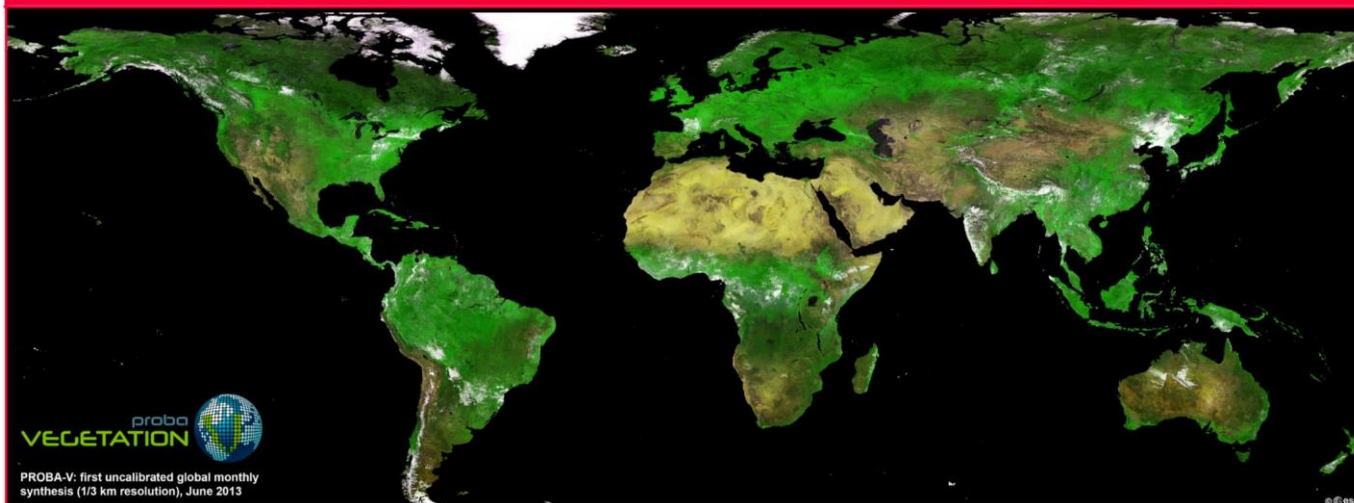 proba
VEGETATION
PROBA-V: first uncalibrated global monthly
synthesis (1/3 km resolution), June 2013